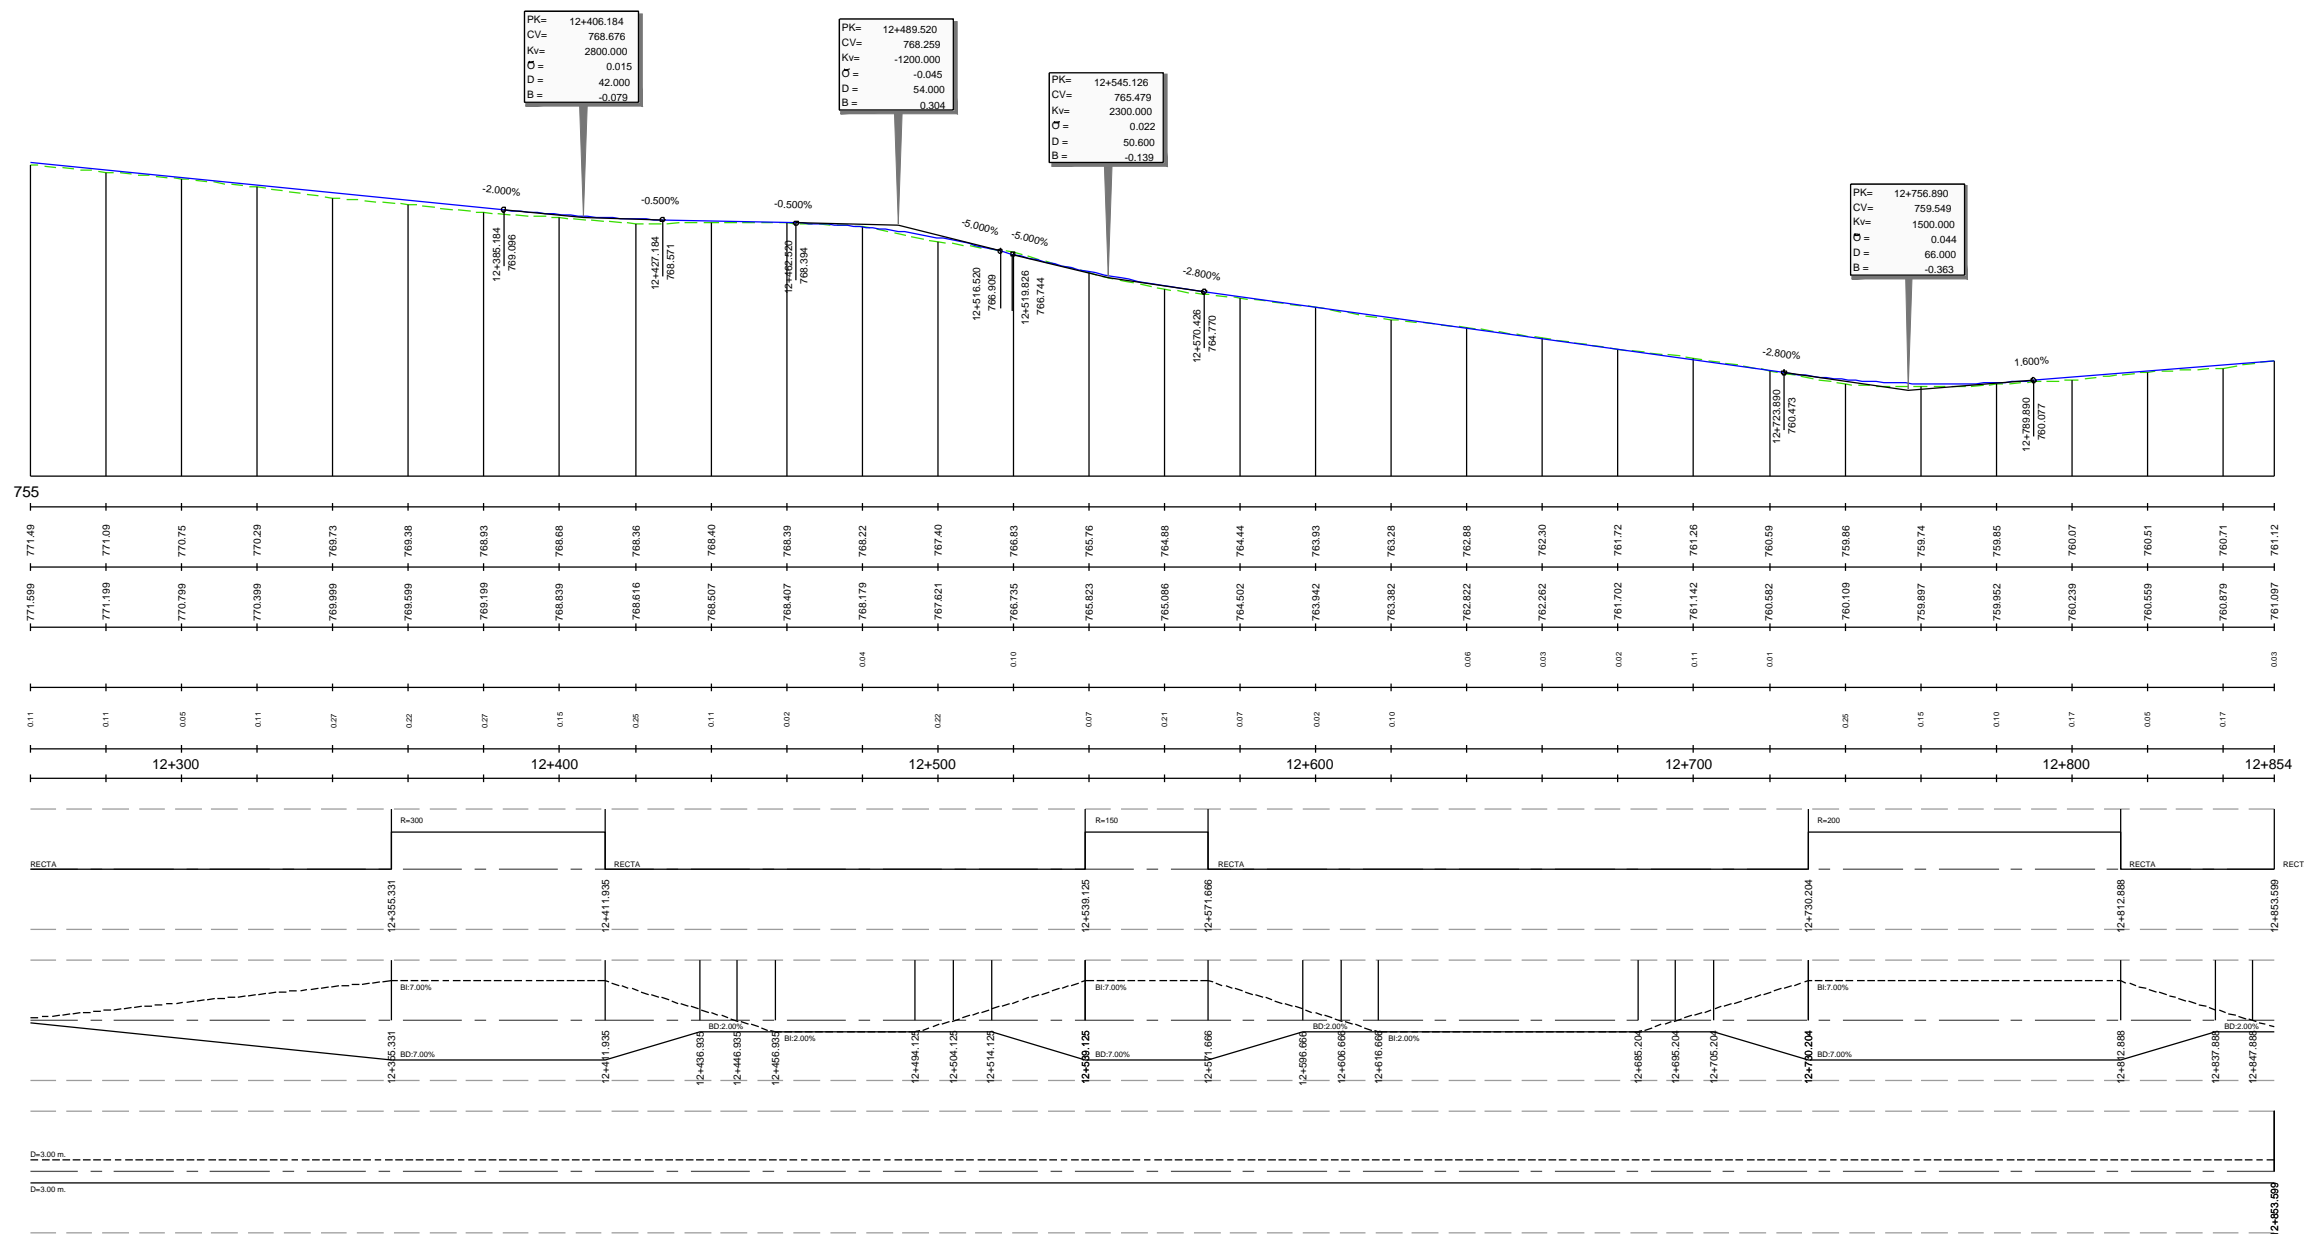 PK= 12+406.184
CV= 768.676
Kv= 2800.000
Ō = 0.015
D = 42.000
B = -0.079
PK= 12+489.520
CV= 768.259
Kv= -1200.000
Ō = -0.045
D = 54.000
B = 0.304
PK= 12+545.126
CV= 765.479
Kv= 2300.000
Ō = 0.022
D = 50.600
B = -0.139
PK= 12+756.890
CV= 759.549
Kv= 1500.000
Ō = 0.044
D = 66.000
B = -0.363
-2.000% -0.500% -0.500% -5.000% -5.000% -2.800% -2.800% 1.600%
12+385.184
769.096
12+427.184
768.571
12+462.520
768.394
12+516.520
766.909
12+519.826
766.744
12+570.426
764.770
12+723.890
760.473
12+789.890
760.077
755
771.49 771.09 770.75 770.29 769.73 769.38 768.93 768.68 768.36 768.40 768.39 768.22 767.40 766.83 765.76 764.88 764.44 763.93 763.28 762.88 762.30 761.72 761.26 760.59 759.86 759.74 759.85 760.07 760.51 760.71 761.12
771.599 771.199 770.799 770.399 769.999 769.599 769.199 768.839 768.616 768.507 768.407 768.179 767.621 766.735 765.823 765.086 764.502 763.942 763.382 762.822 762.262 761.702 761.142 760.582 760.109 759.897 759.952 760.239 760.559 760.879 761.097
0.04 0.10 0.06 0.03 0.02 0.11 0.01 0.03
0.11 0.11 0.05 0.11 0.27 0.22 0.27 0.15 0.25 0.11 0.02 0.22 0.07 0.21 0.07 0.02 0.10 0.25 0.15 0.10 0.17 0.05 0.17
12+300 12+400 12+500 12+600 12+700 12+800 12+854
R=300 R=150 R=200
RECTA RECTA RECTA RECTA RECT
12+355.331 12+411.935 12+539.125 12+571.666 12+730.204 12+812.888 12+853.599
BI:7.00% BI:7.00% BI:7.00%
BD:2.00% BD:2.00% BD:2.00%
BI:2.00% BI:2.00%
BD:7.00% BD:7.00% BD:7.00%
12+355.331 12+411.935 12+436.935 12+446.935 12+456.935 12+494.125 12+504.125 12+514.125 12+539.125 12+571.666 12+596.666 12+606.666 12+616.666 12+685.204 12+695.204 12+705.204 12+730.204 12+812.888 12+837.888 12+847.888
D=3.00 m.
D=3.00 m.
12+853.599